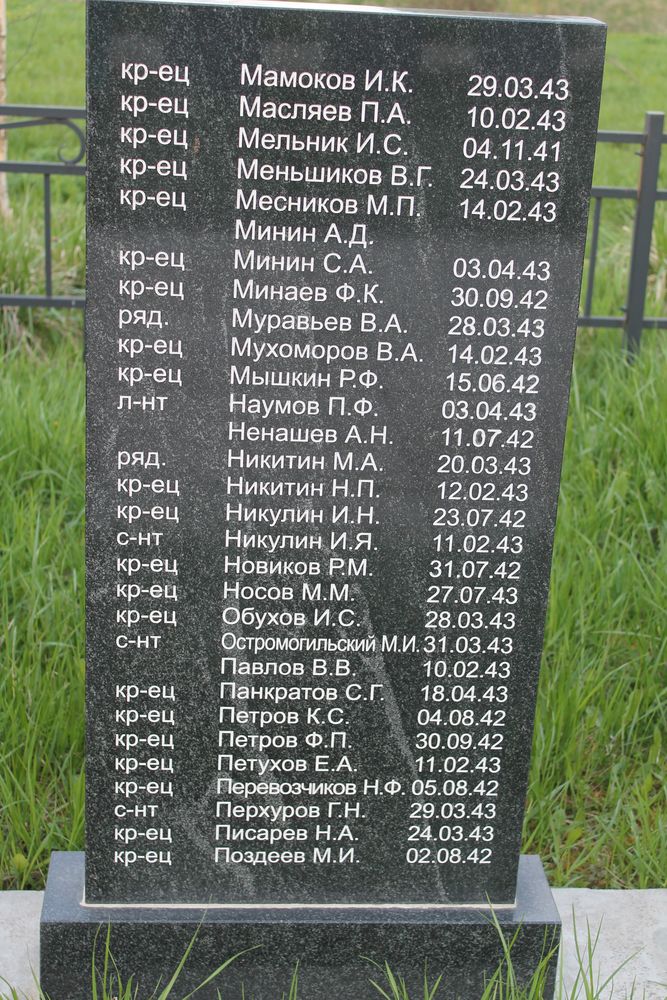 кр-ец Мамоков И.К. 29.03.43
кр-ец Масляев П.А. 10.02.43
кр-ец Мельник И.С. 04.11.41
кр-ец Меньшиков В.Г. 24.03.43
кр-ец Месников М.П. 14.02.43
Минин А.Д.
кр-ец Минин С.А. 03.04.43
кр-ец Минаев Ф.К. 30.09.42
ряд. Муравьев В.А. 28.03.43
кр-ец Мухоморов В.А. 14.02.43
кр-ец Мышкин Р.Ф. 15.06.42
л-нт Наумов П.Ф. 03.04.43
Ненашев А.Н. 11.07.42
ряд. Никитин М.А. 20.03.43
кр-ец Никитин Н.П. 12.02.43
кр-ец Никулин И.Н. 23.07.42
с-нт Никулин И.Я. 11.02.43
кр-ец Новиков Р.М. 31.07.42
кр-ец Носов М.М. 27.07.43
кр-ец Обухов И.С. 28.03.43
с-нт Остромогильский М.И. 31.03.43
Павлов В.В. 10.02.43
кр-ец Панкратов С.Г. 18.04.43
кр-ец Петров К.С. 04.08.42
кр-ец Петров Ф.П. 30.09.42
кр-ец Петухов Е.А. 11.02.43
кр-ец Перевозчиков Н.Ф. 05.08.42
с-нт Перхуров Г.Н. 29.03.43
кр-ец Писарев Н.А. 24.03.43
кр-ец Поздеев М.И. 02.08.42